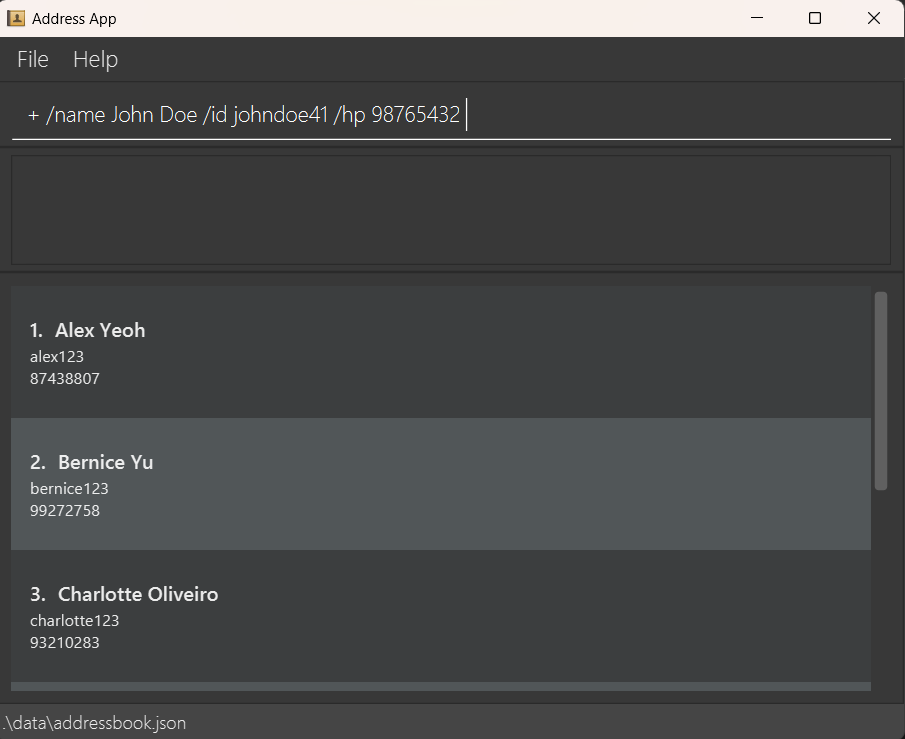 Address App
File Help
+ /name John Doe /id johndoe41 /hp 98765432
1. Alex Yeoh
alex123
87438807
2. Bernice Yu
bernice123
99272758
3. Charlotte Oliveiro
charlotte123
93210283
.\data\addressbook.json